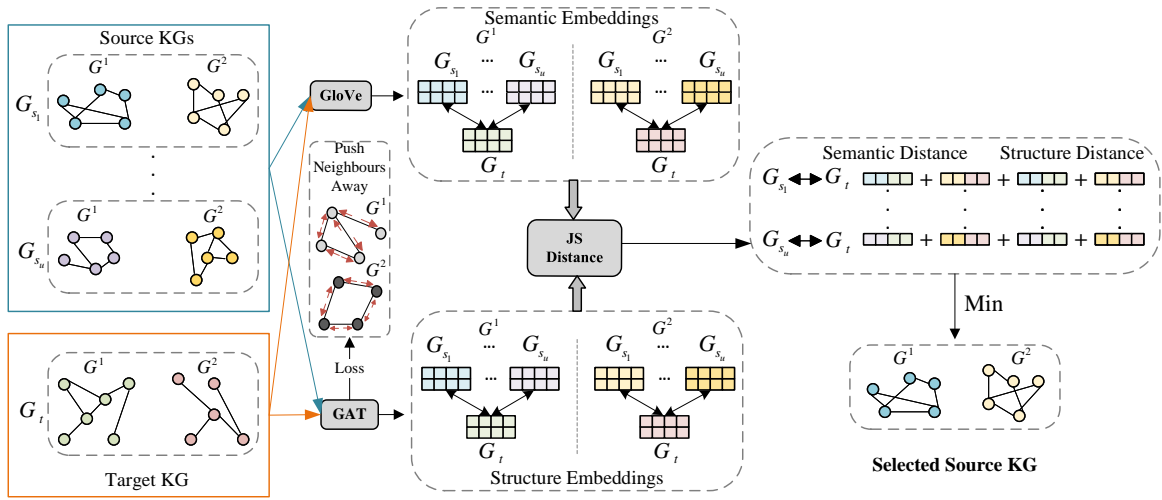 Source KGs
G^1 G^2
G_{s_1}
.
.
.
G^1 G^2
G_{s_u}
G^1 G^2
G_t
Target KG
GloVe
Push
Neighbours
Away
G^1
G^2
Loss
GAT
Semantic Embeddings
G^1 G^2
G_{s_1} ... G_{s_u} G_{s_1} ... G_{s_u}
... ...
G_t G_t
JS
Distance
G^1 G^2
G_{s_1} ... G_{s_u} G_{s_1} ... G_{s_u}
... ...
G_t G_t
Structure Embeddings
Semantic Distance Structure Distance
G_{s_1} G_t + + +
. . . .
. . . .
. . . .
G_{s_u} G_t + + +
Min
G^1 G^2
Selected Source KG